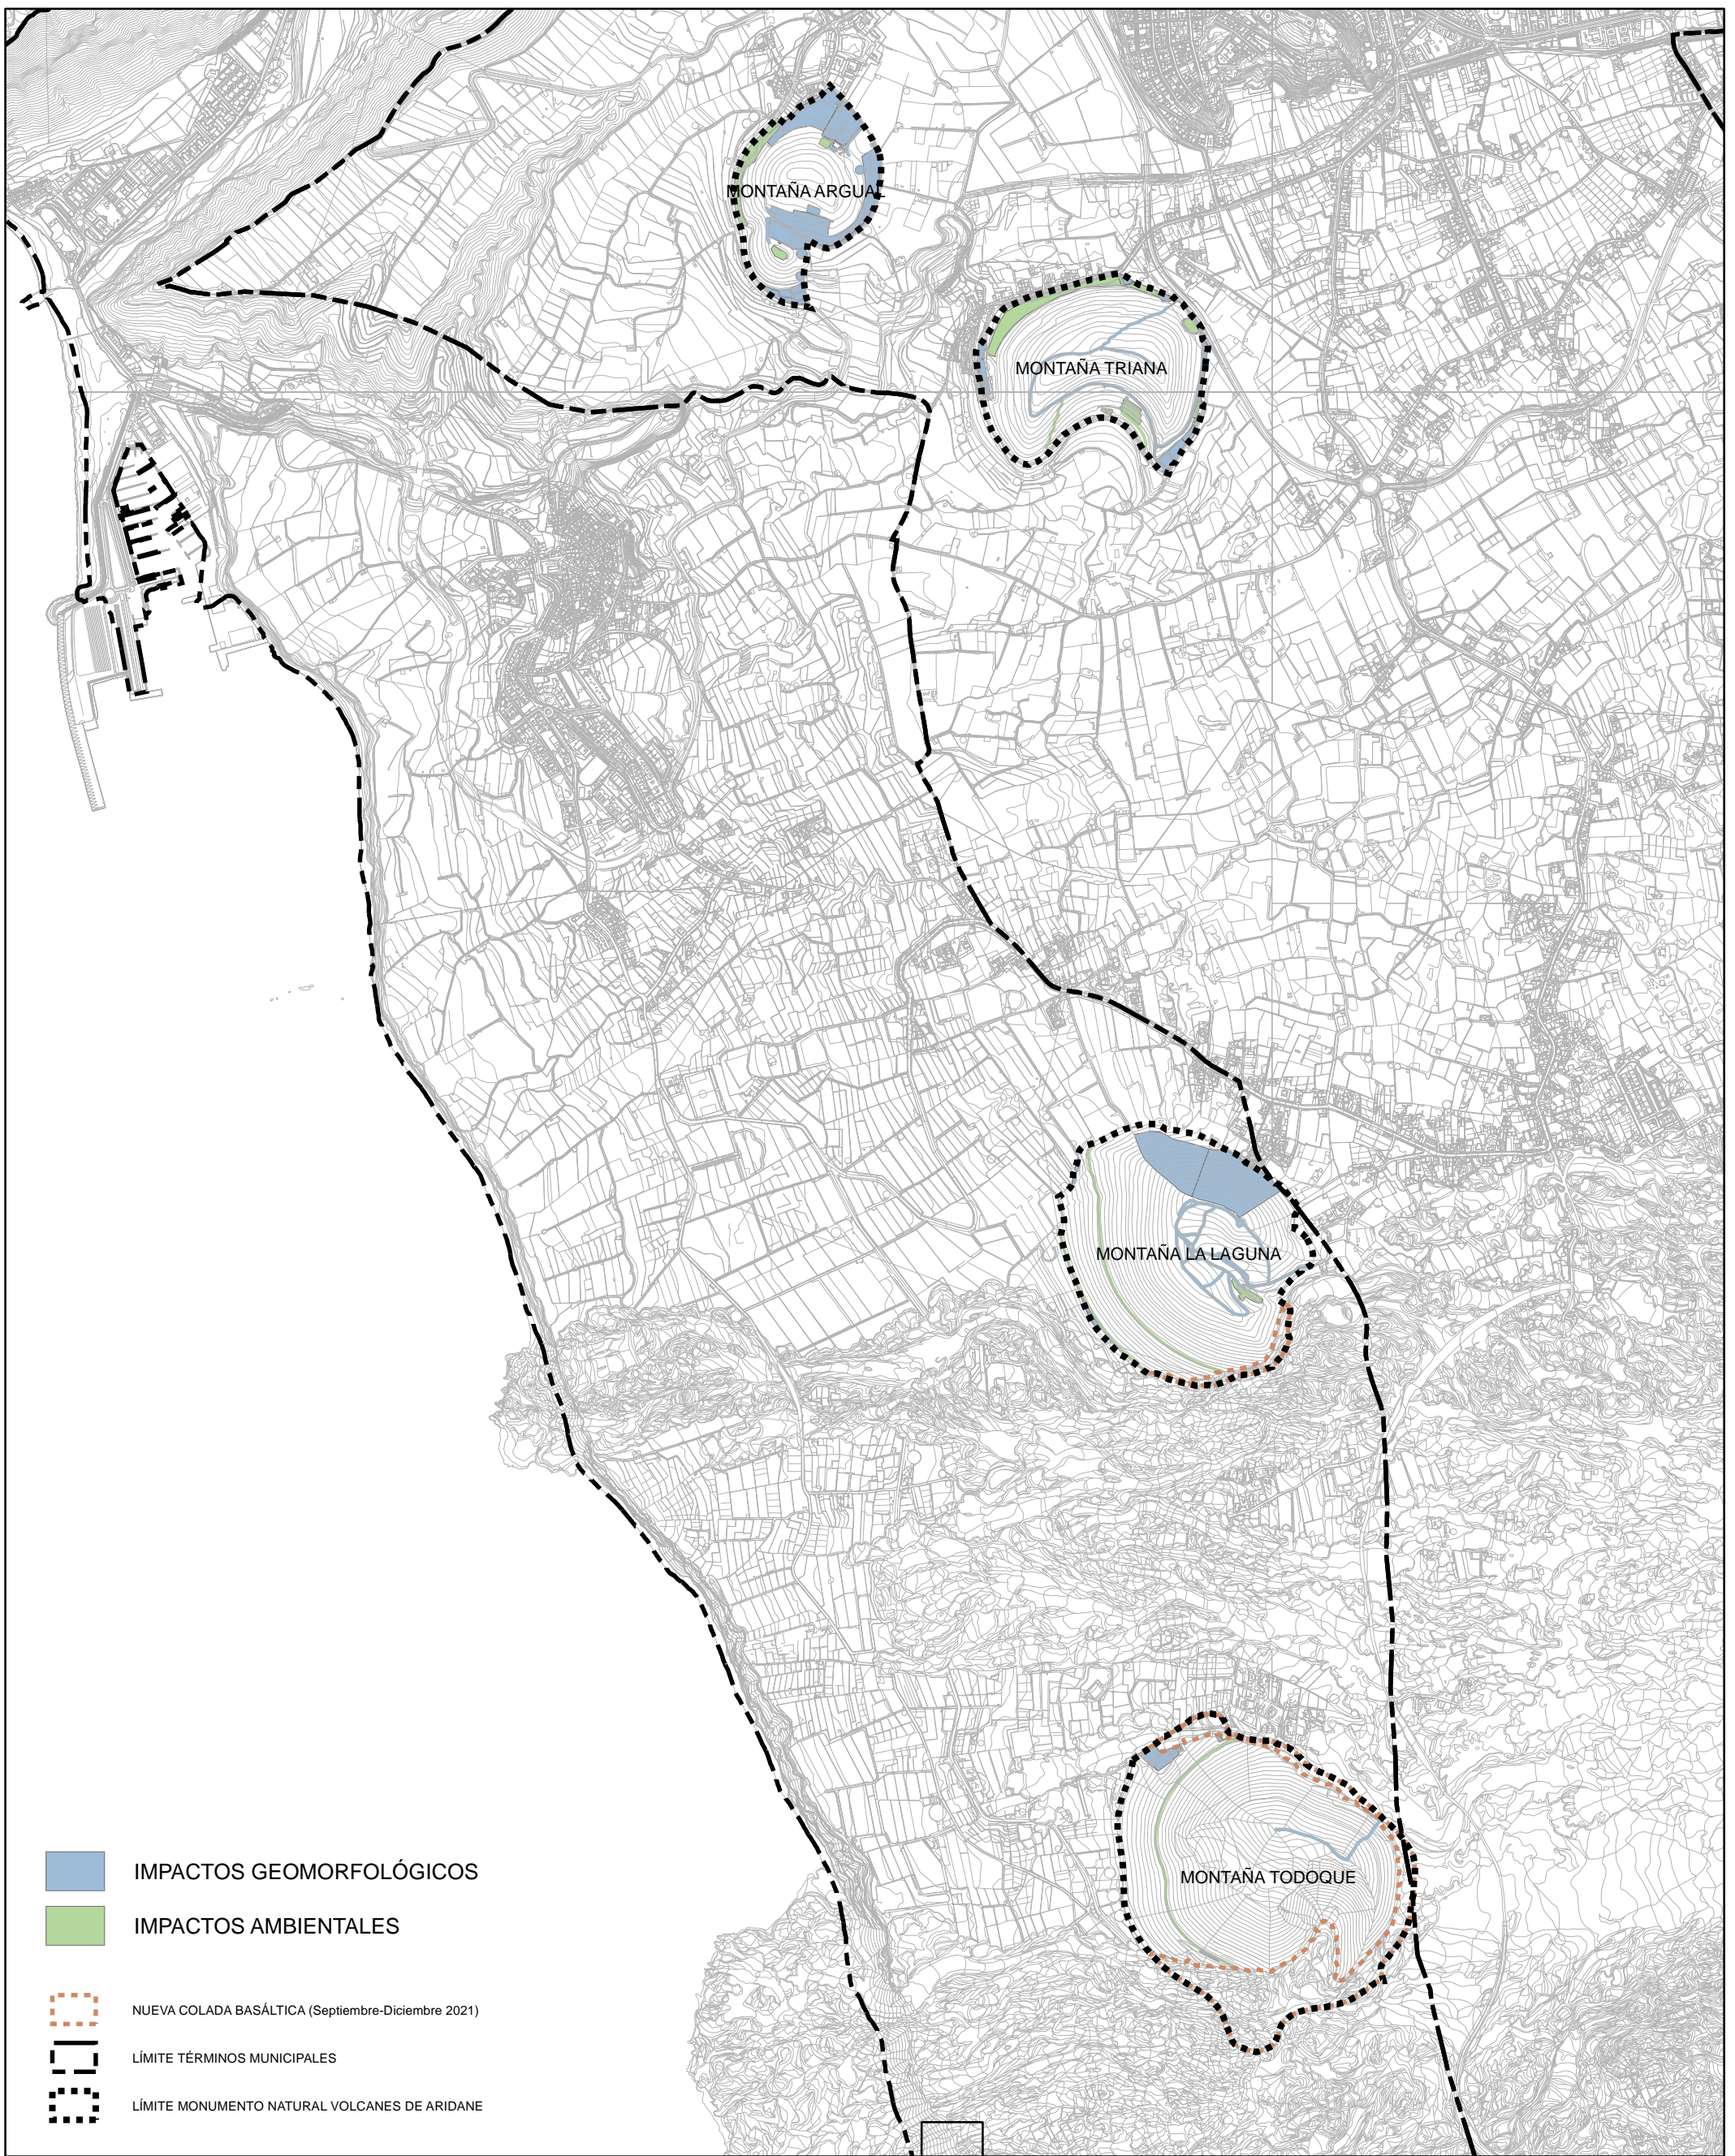 MONTAÑA ARGUAL
MONTAÑA TRIANA
MONTAÑA LA LAGUNA
MONTAÑA TODOQUE
IMPACTOS GEOMORFOLÓGICOS
IMPACTOS AMBIENTALES
NUEVA COLADA BASÁLTICA (Septiembre-Diciembre 2021)
LÍMITE TÉRMINOS MUNICIPALES
LÍMITE MONUMENTO NATURAL VOLCANES DE ARIDANE